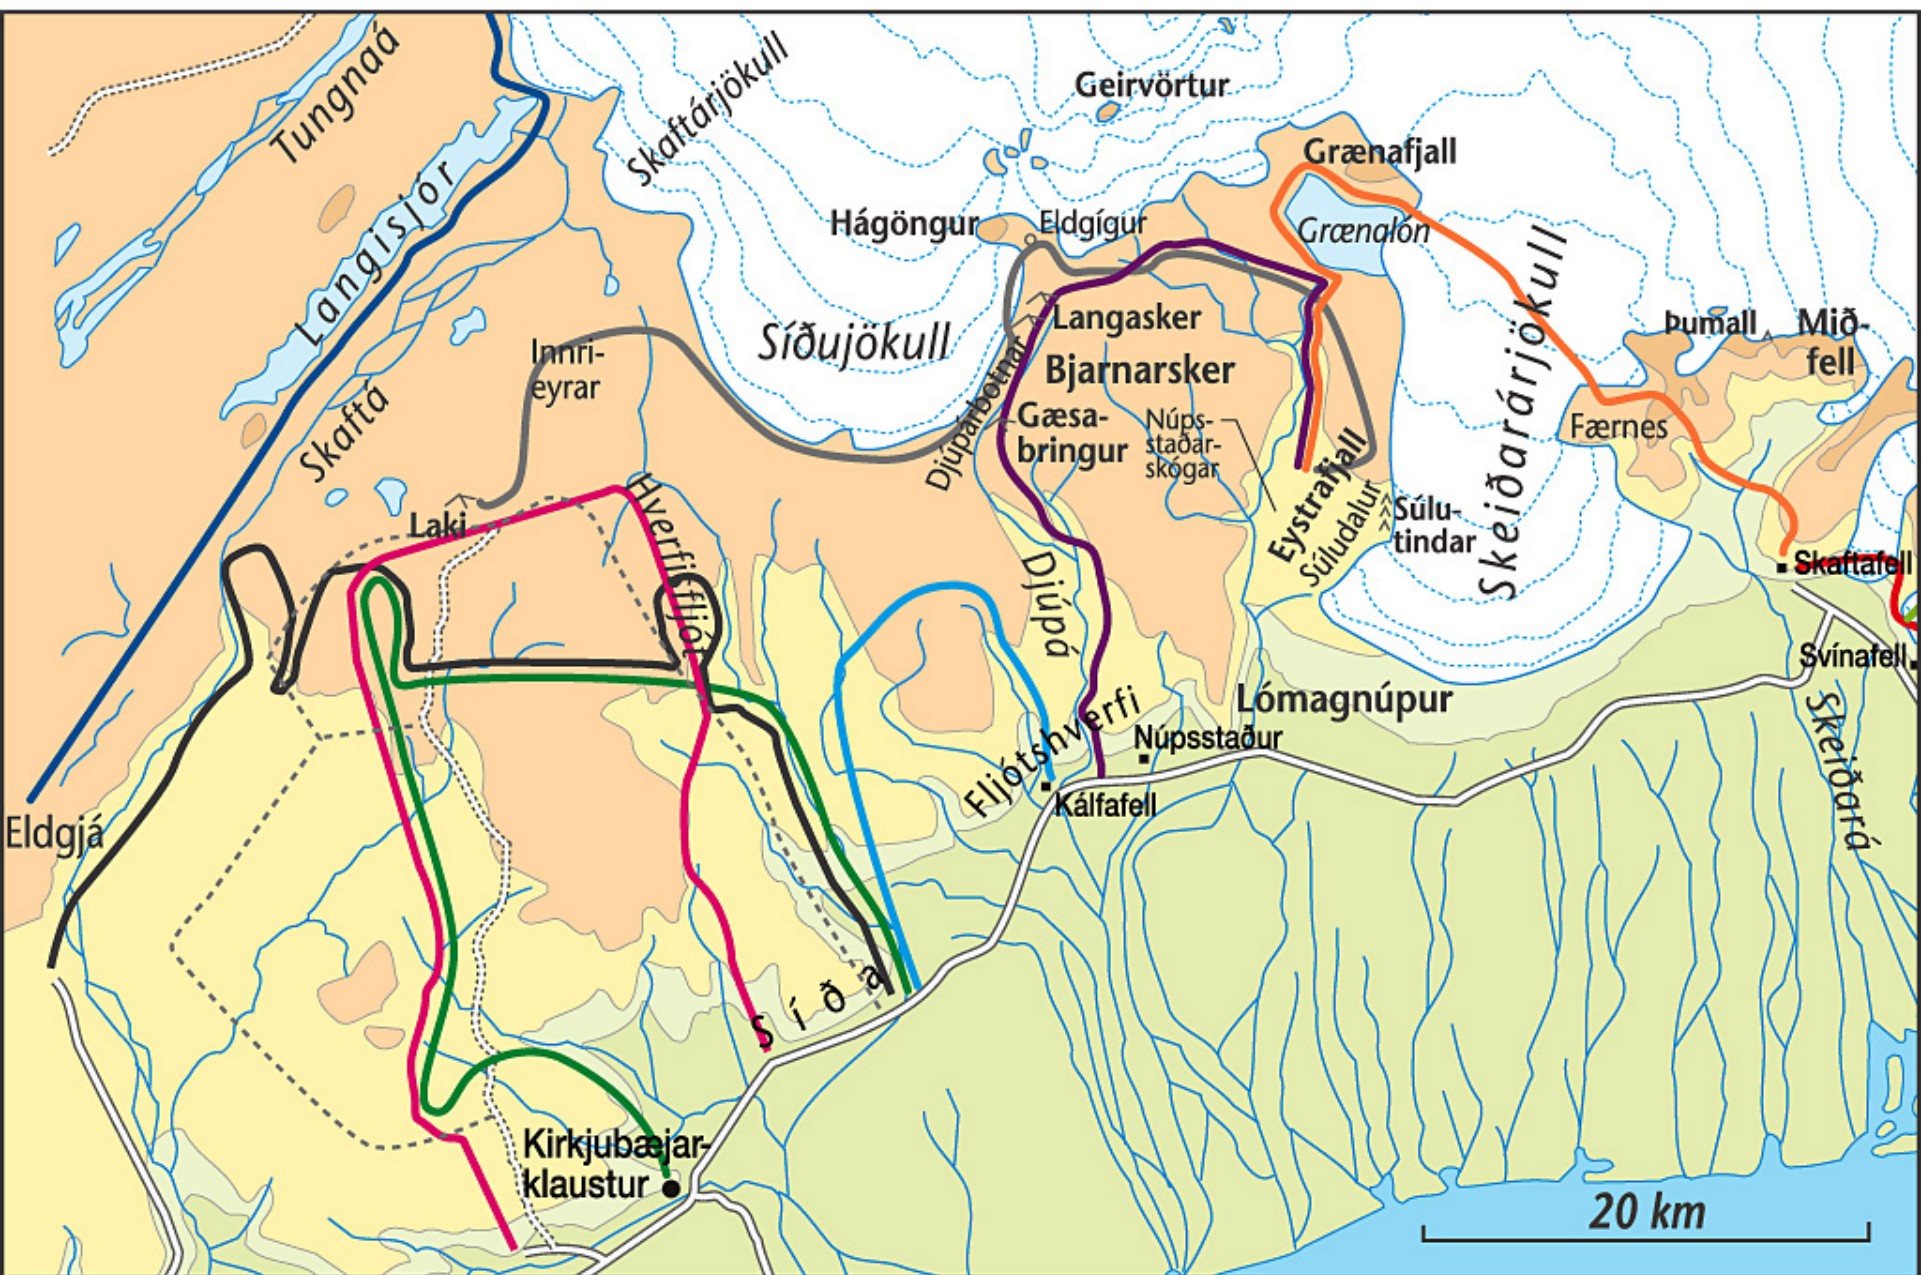 Tungnaá
Skaftárjökull
Geirvörtur
Grænafjall
Langisjór
Hágöngur
Eldgígur
Grænalón
Skeiðarárjökull
Síðujökull
Langasker
Þumall
Mið-
fell
Innri-
eyrar
Bjarnarsker
Djúpárbotnar
Skaftá
Gæsa-
bringur
Núps-
staðar-
skógar
Færnes
Eystrafjall
Súludalur
Súlu-
tindar
Laki
Hverfisfljót
Djúpá
Skaftafell
Svínafell
Lómagnúpur
Núpsstaður
Fljótshverfi
Kálfafell
Skeiðará
Eldgjá
Síða
Kirkjubæjar-
klaustur
20 km